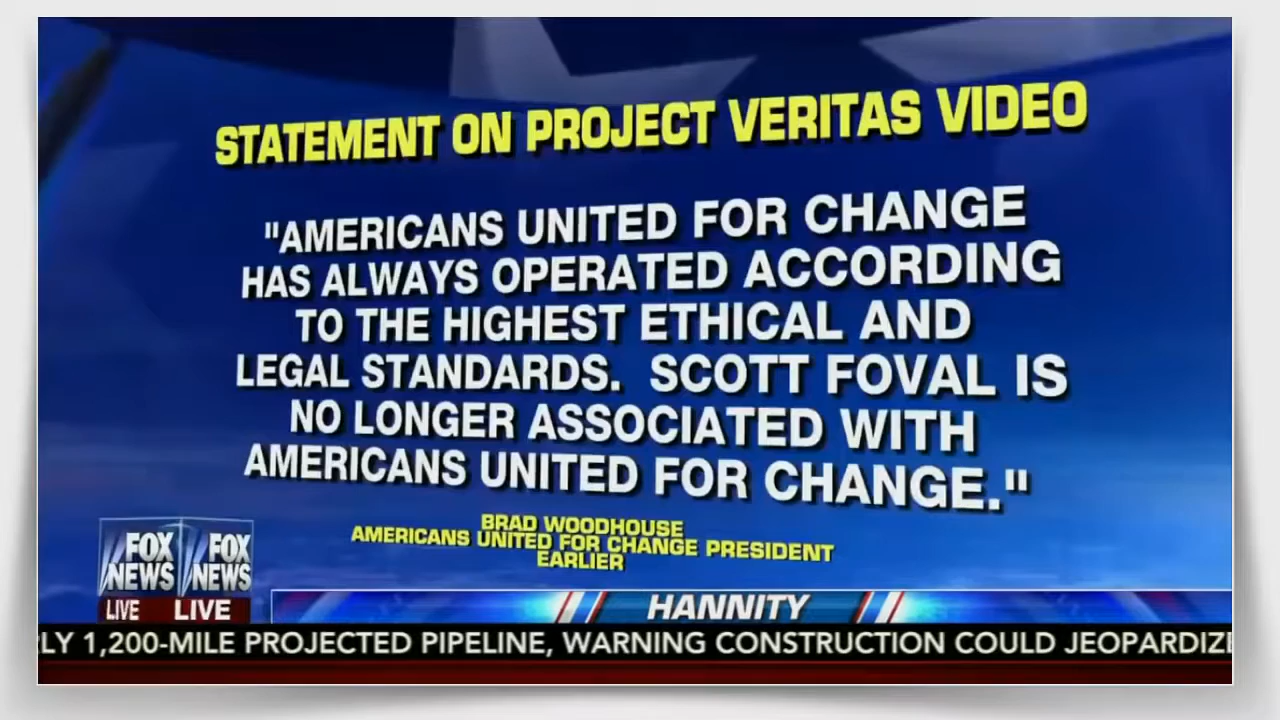 STATEMENT ON PROJECT VERITAS VIDEO
"AMERICANS UNITED FOR CHANGE
HAS ALWAYS OPERATED ACCORDING
TO THE HIGHEST ETHICAL AND
LEGAL STANDARDS. SCOTT FOVAL IS
NO LONGER ASSOCIATED WITH
AMERICANS UNITED FOR CHANGE."
BRAD WOODHOUSE
AMERICANS UNITED FOR CHANGE PRESIDENT
EARLIER
FOX FOX
NEWS NEWS
LIVE LIVE
HANNITY
1,200-MILE PROJECTED PIPELINE, WARNING CONSTRUCTION COULD